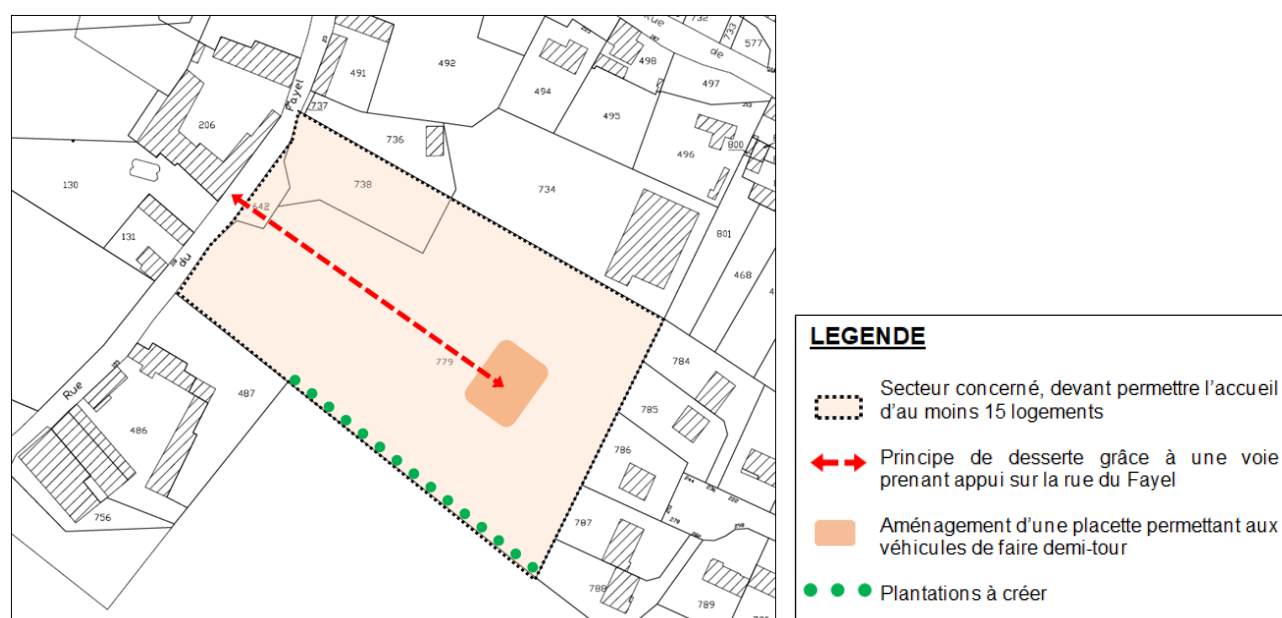 Rue de
732
733
577
491
492
498
497
494
495
Fayel
737
206
736
496
800
738
734
130
642
131
801
468
du
779
784
487
785
Rue
486
786
756
787
788
789
LEGENDE
Secteur concerné, devant permettre l’accueil
d’au moins 15 logements
Principe de desserte grâce à une voie
prenant appui sur la rue du Fayel
Aménagement d’une placette permettant aux
véhicules de faire demi-tour
Plantations à créer